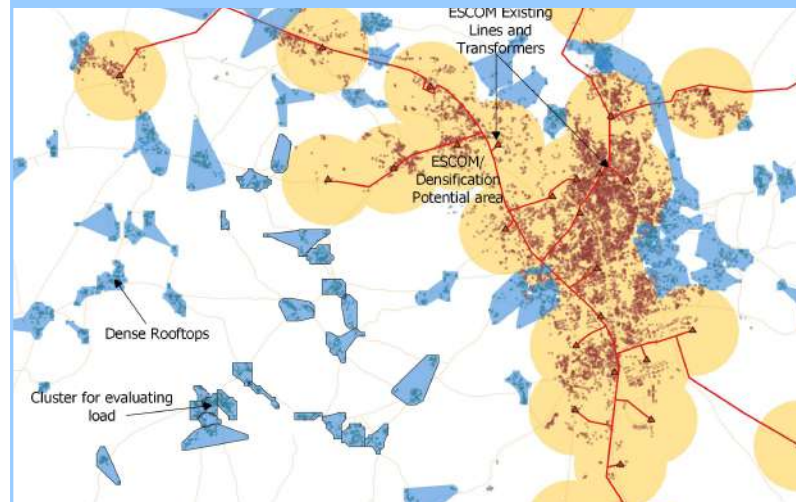 ESCOM Existing
Lines and
Transformers
ESCOM/
Densification
Potential area
Dense Rooftops
Cluster for evaluating
load